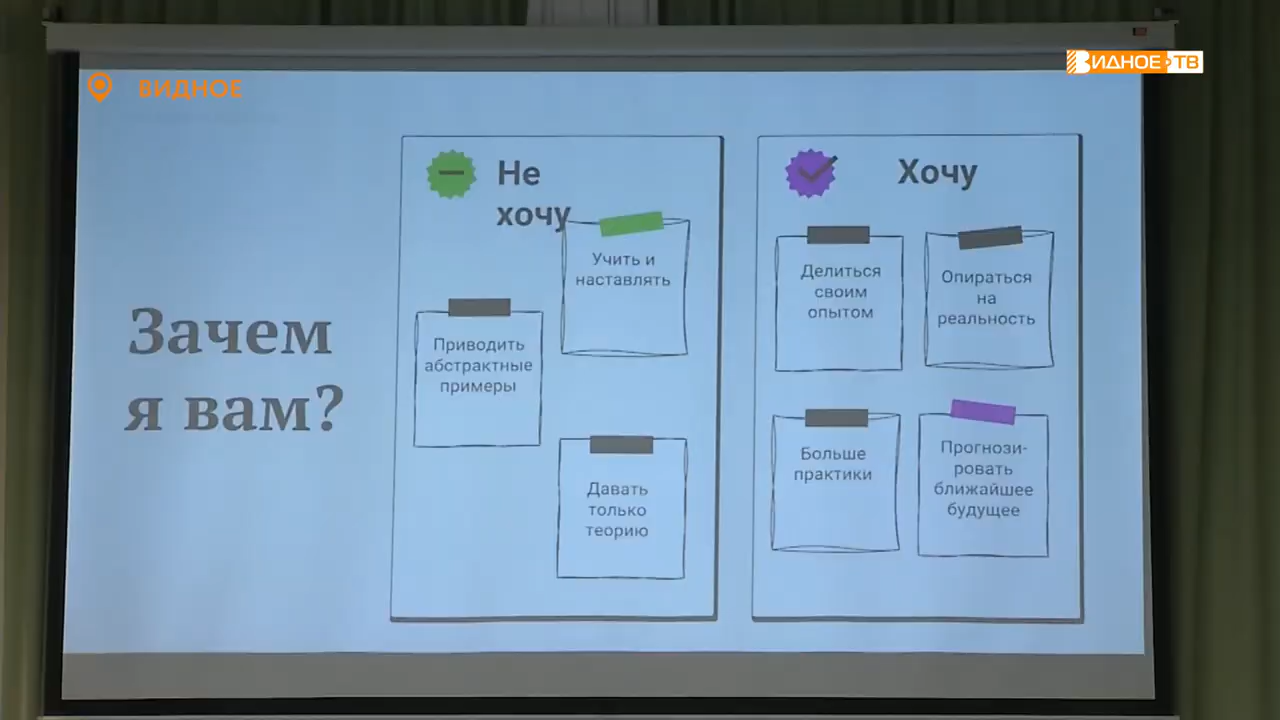 ВИДНОЕ
ВИДНОЕ ТВ
Зачем
я вам?
Не
хочу
Учить и
наставлять
Приводить
абстрактные
примеры
Давать
только
теорию
Хочу
Делиться
своим
опытом
Опираться
на
реальность
Больше
практики
Прогнози-
ровать
ближайшее
будущее